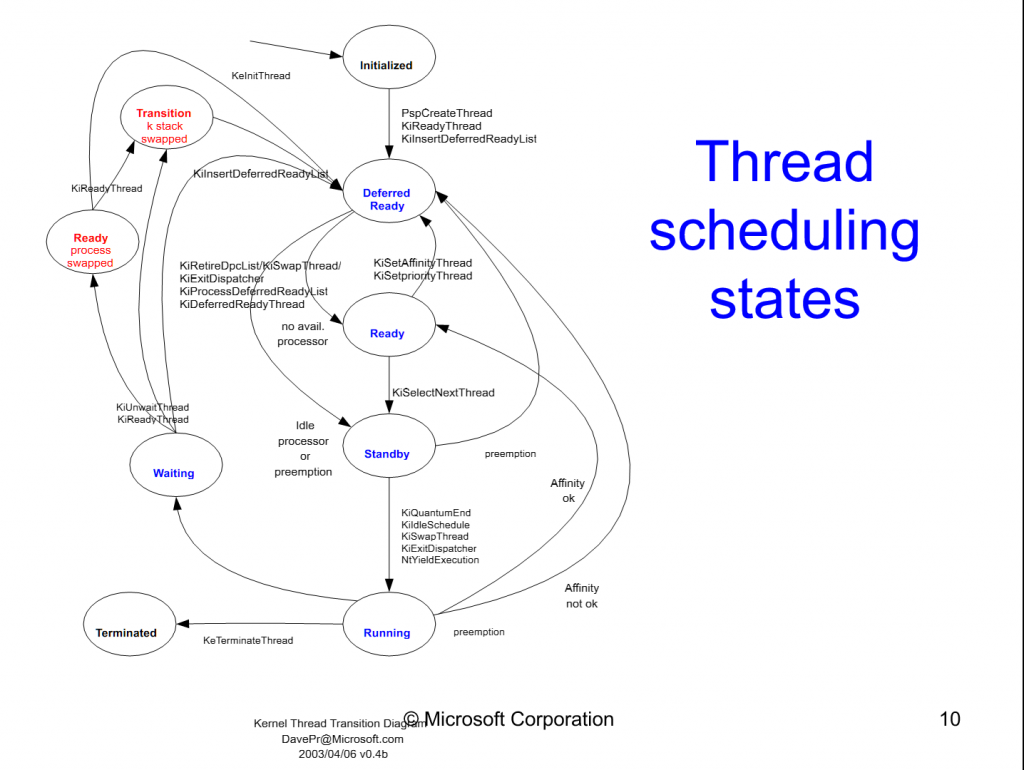 Initialized
KeInitThread
PspCreateThread
KiReadyThread
KiInsertDeferredReadyList
Transition
k stack
swapped
KiInsertDeferredReadyList
KiReadyThread
Deferred
Ready
Ready
process
swapped
Thread
scheduling
states
KiRetireDpcList/KiSwapThread/
KiExitDispatcher
KiProcessDeferredReadyList
KiDeferredReadyThread
KiSetAffinityThread
KiSetpriorityThread
no avail.
processor
Ready
KiSelectNextThread
KiUnwaitThread
KiReadyThread
Idle
processor
or
preemption
Standby
preemption
Waiting
Affinity
ok
KiQuantumEnd
KiIdleSchedule
KiSwapThread
KiExitDispatcher
NtYieldExecution
Affinity
not ok
Terminated
KeTerminateThread
Running
preemption
Kernel Thread Transition Diagram
DavePr@Microsoft.com
2003/04/06 v0.4b
© Microsoft Corporation
10